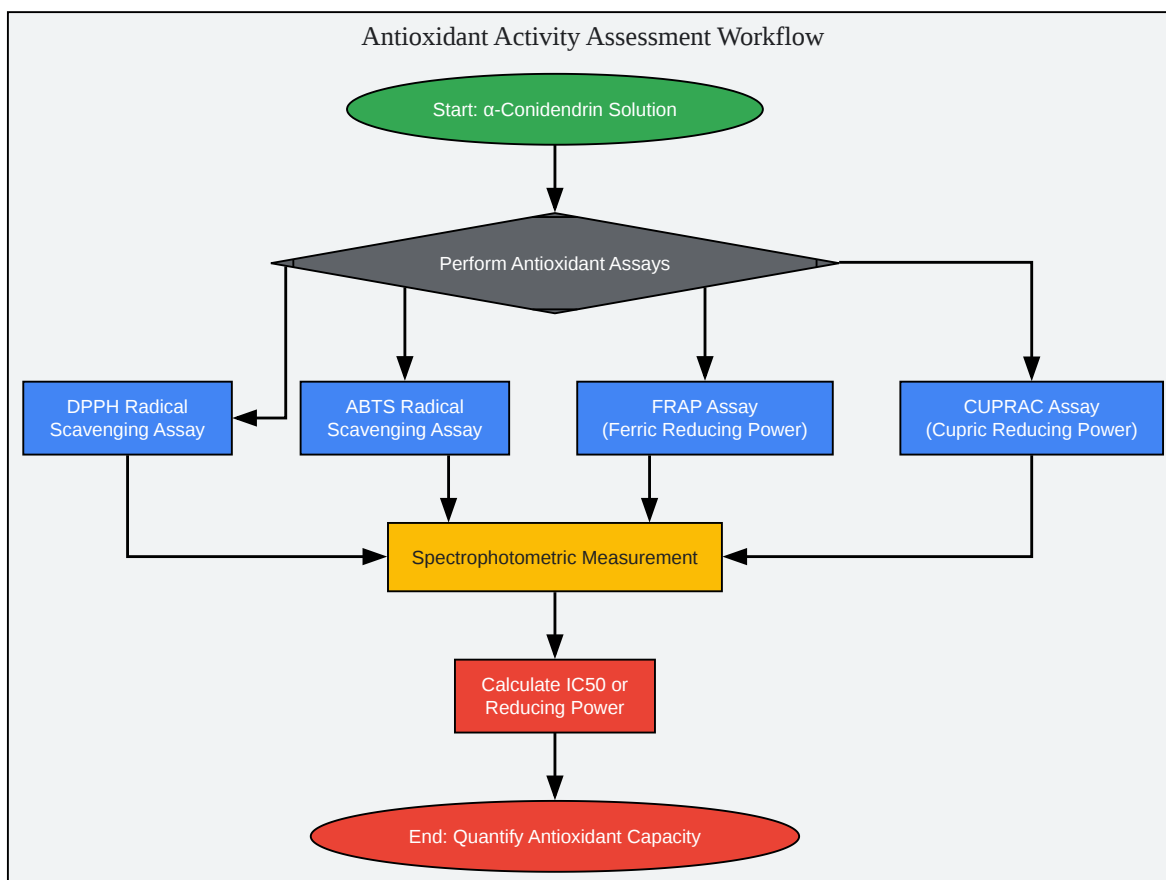 Antioxidant Activity Assessment Workflow
Start: α-Conidendrin Solution
Perform Antioxidant Assays
DPPH Radical
Scavenging Assay
ABTS Radical
Scavenging Assay
FRAP Assay
(Ferric Reducing Power)
CUPRAC Assay
(Cupric Reducing Power)
Spectrophotometric Measurement
Calculate IC50 or
Reducing Power
End: Quantify Antioxidant Capacity